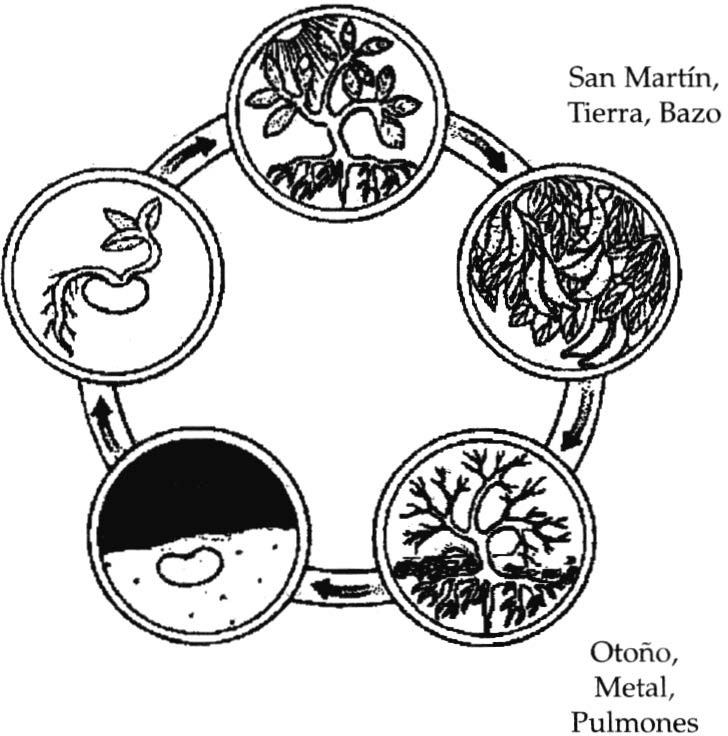 San Martín,
Tierra, Bazo
Otoño,
Metal,
Pulmones